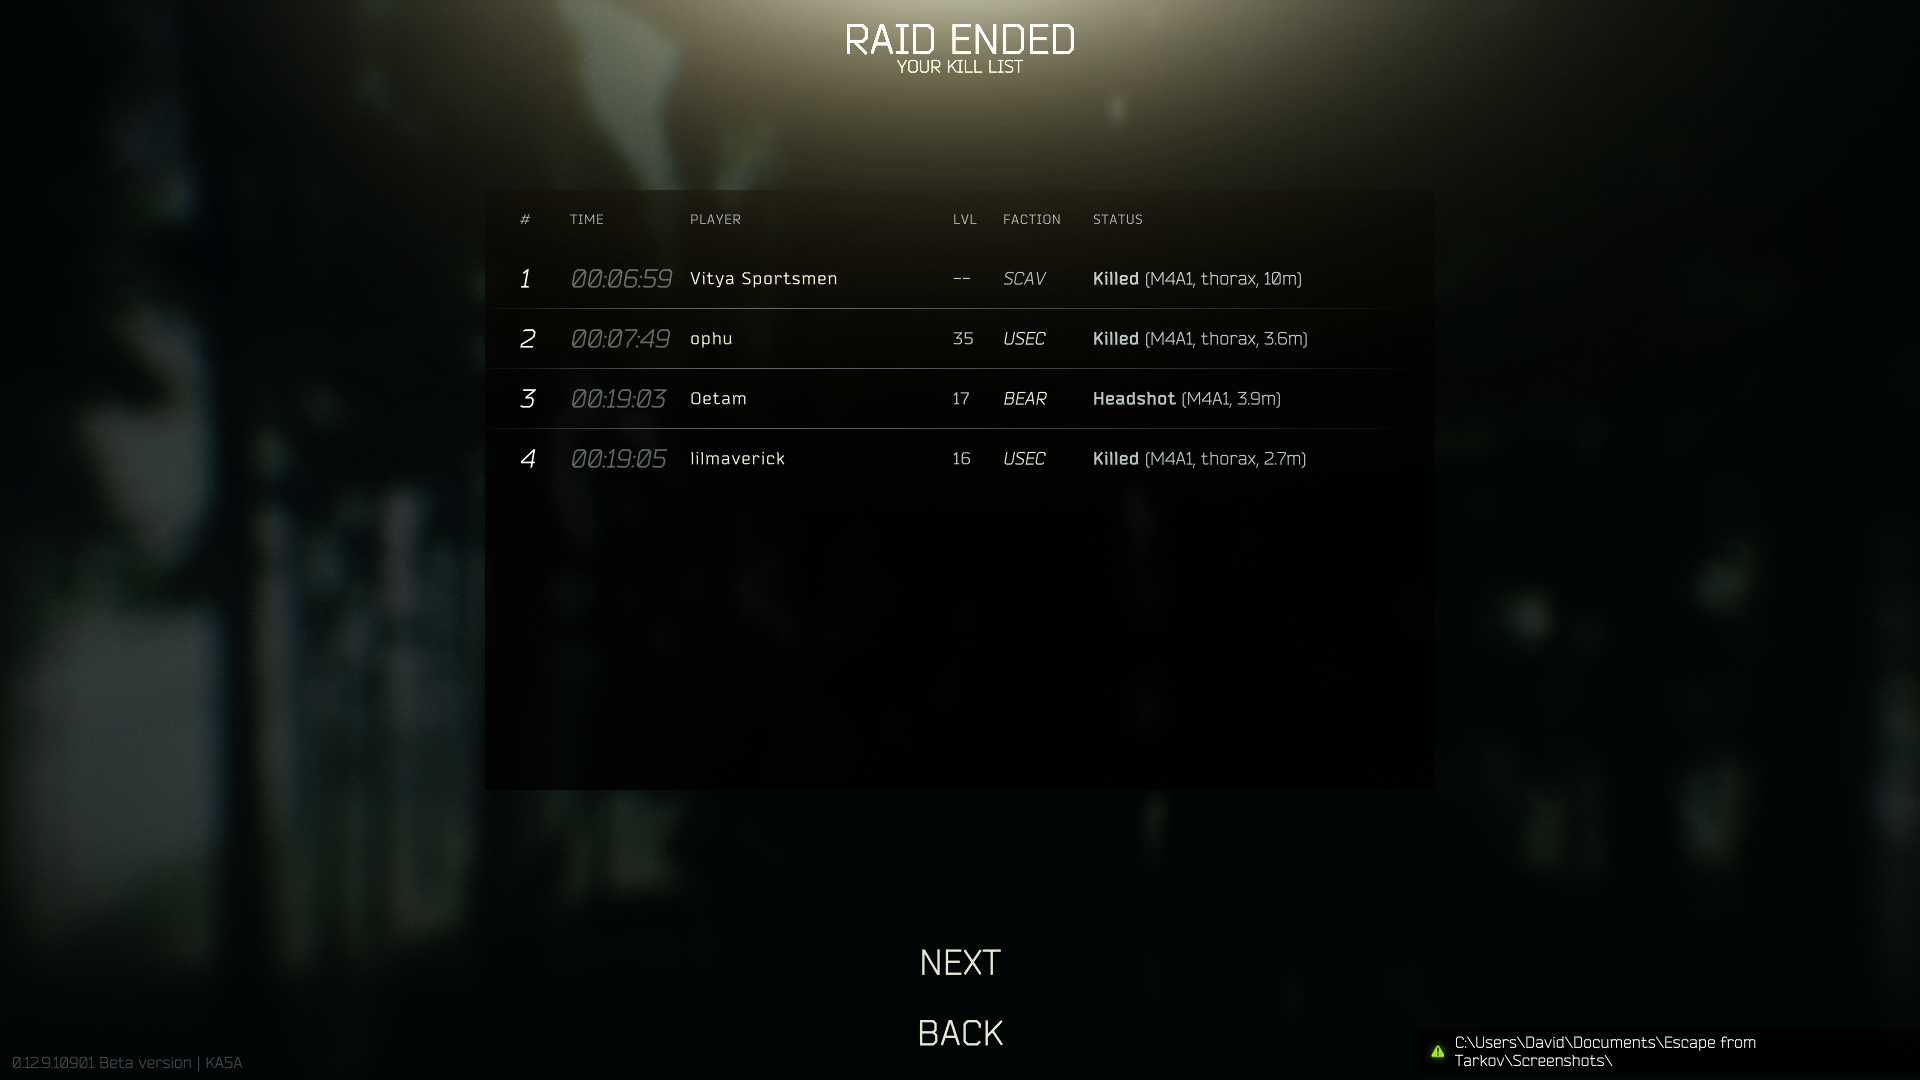 RAID ENDED
YOUR KILL LIST
# TIME PLAYER LVL FACTION STATUS
1 00:06:59 Vitya Sportsmen -- SCAV Killed (M4A1, thorax, 10m)
2 00:07:49 ophu 35 USEC Killed (M4A1, thorax, 3.6m)
3 00:19:03 Oetam 17 BEAR Headshot (M4A1, 3.9m)
4 00:19:05 lilmaverick 16 USEC Killed (M4A1, thorax, 2.7m)
NEXT
BACK
0.12.9.10901 Beta version | KA5A
C:\Users\David\Documents\Escape from
Tarkov\Screenshots\